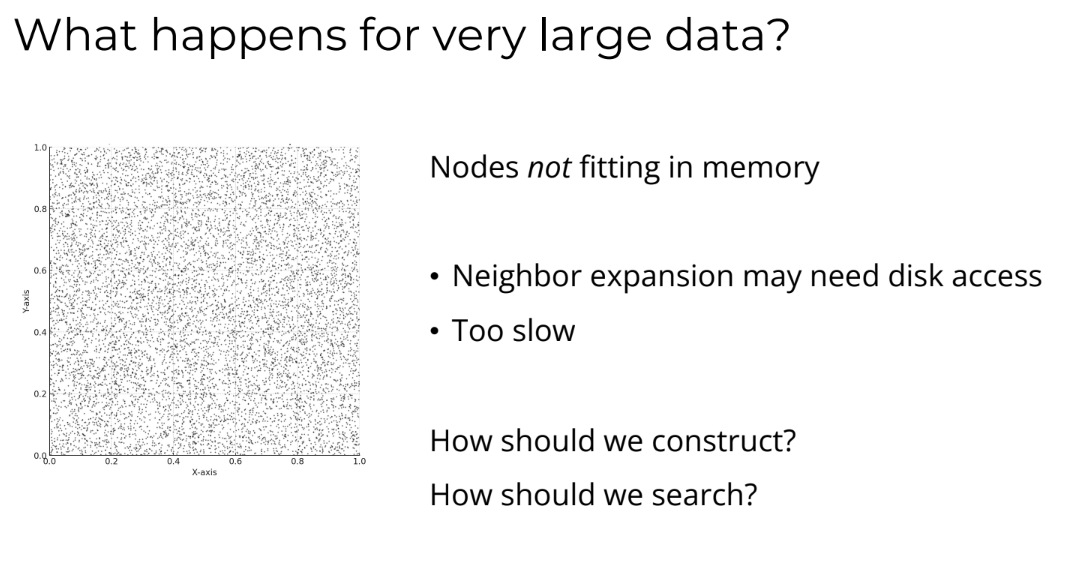 What happens for very large data?
1.0
0.8
0.6
0.4
0.2
0.0
Y-axis
0.0 0.2 0.4 0.6 0.8 1.0
X-axis
Nodes not fitting in memory
• Neighbor expansion may need disk access
• Too slow
How should we construct?
How should we search?